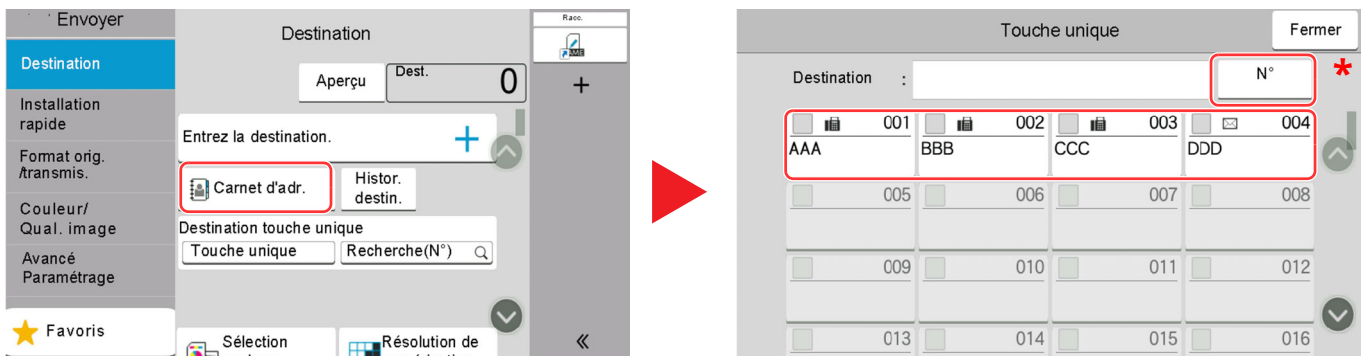 Envoyer
Destination
Installation
rapide
Format orig.
/transmis.
Couleur/
Qual. image
Avancé
Paramétrage
Favoris
Destination
Aperçu
Dest.
0
Entrez la destination.
+
Carnet d'adr.
Histor.
destin.
Destination touche unique
Touche unique
Recherche(N°)
Sélection
Résolution de
Racc.
+
«
Touche unique
Fermer
Destination :
N°
*
001 002 003 004
AAA BBB CCC DDD
005 006 007 008
009 010 011 012
013 014 015 016